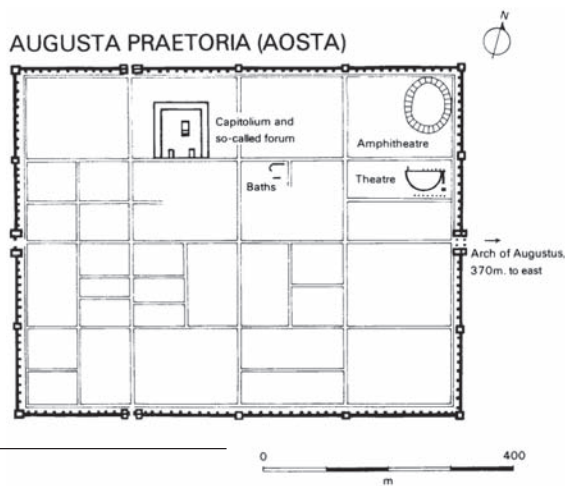 N
AUGUSTA PRAETORIA (AOSTA)
Capitolium and
so-called forum
Amphitheatre
Baths
Theatre
Arch of Augustus,
370m. to east
0 400
m